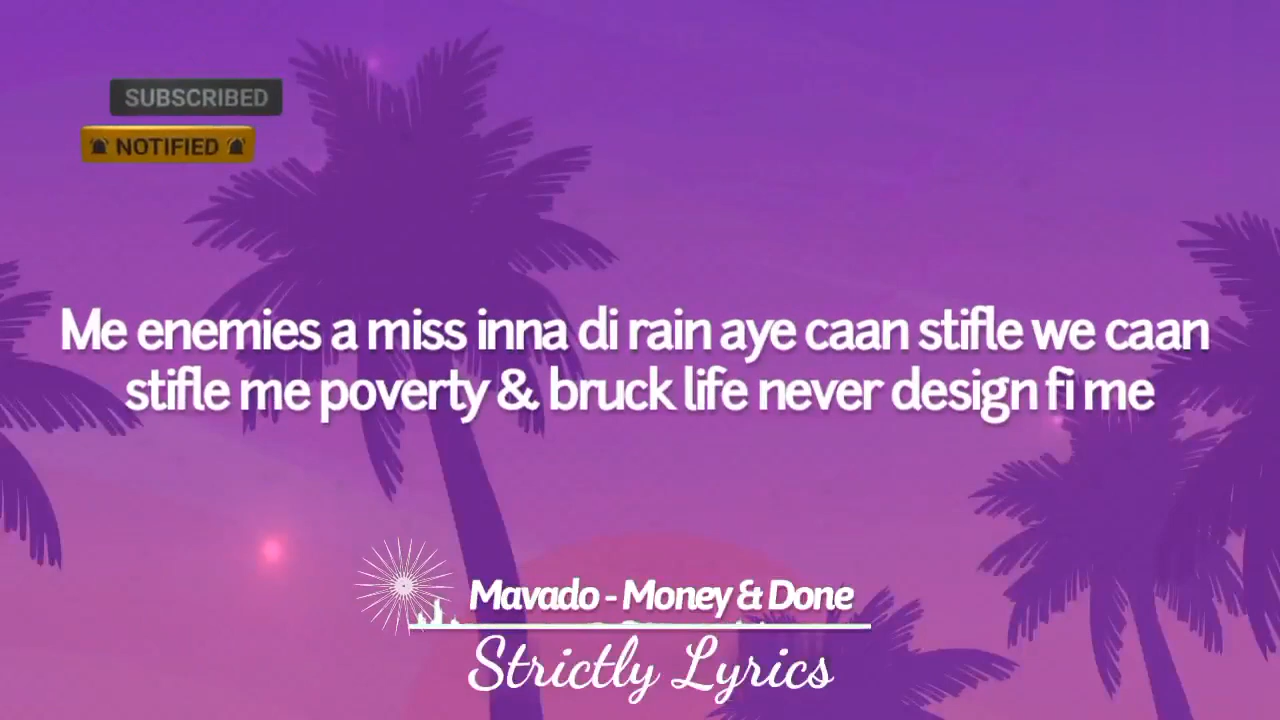 SUBSCRIBED
NOTIFIED
Me enemies a miss inna di rain aye caan stifle we caan
stifle me poverty & bruck life never design fi me
Mavado - Money & Done
Strictly Lyrics